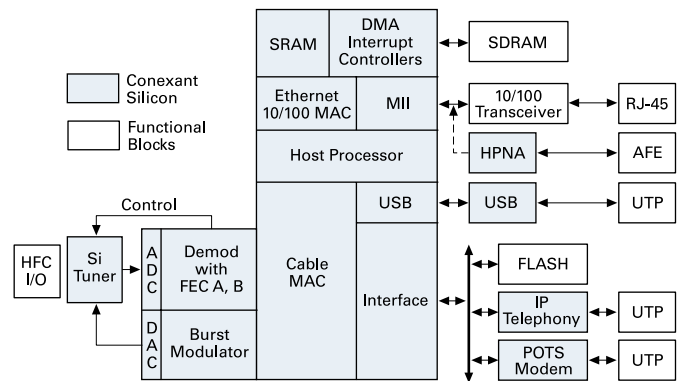 SRAM
DMA
Interrupt
Controllers
SDRAM
Conexant
Silicon
Functional
Blocks
Ethernet
10/100 MAC
MII
10/100
Transceiver
RJ-45
Host Processor
HPNA
AFE
USB
USB
UTP
Control
HFC
I/O
Si
Tuner
ADC
Demod
with
FEC A, B
Cable
MAC
Interface
FLASH
IP
Telephony
UTP
DAC
Burst
Modulator
POTS
Modem
UTP